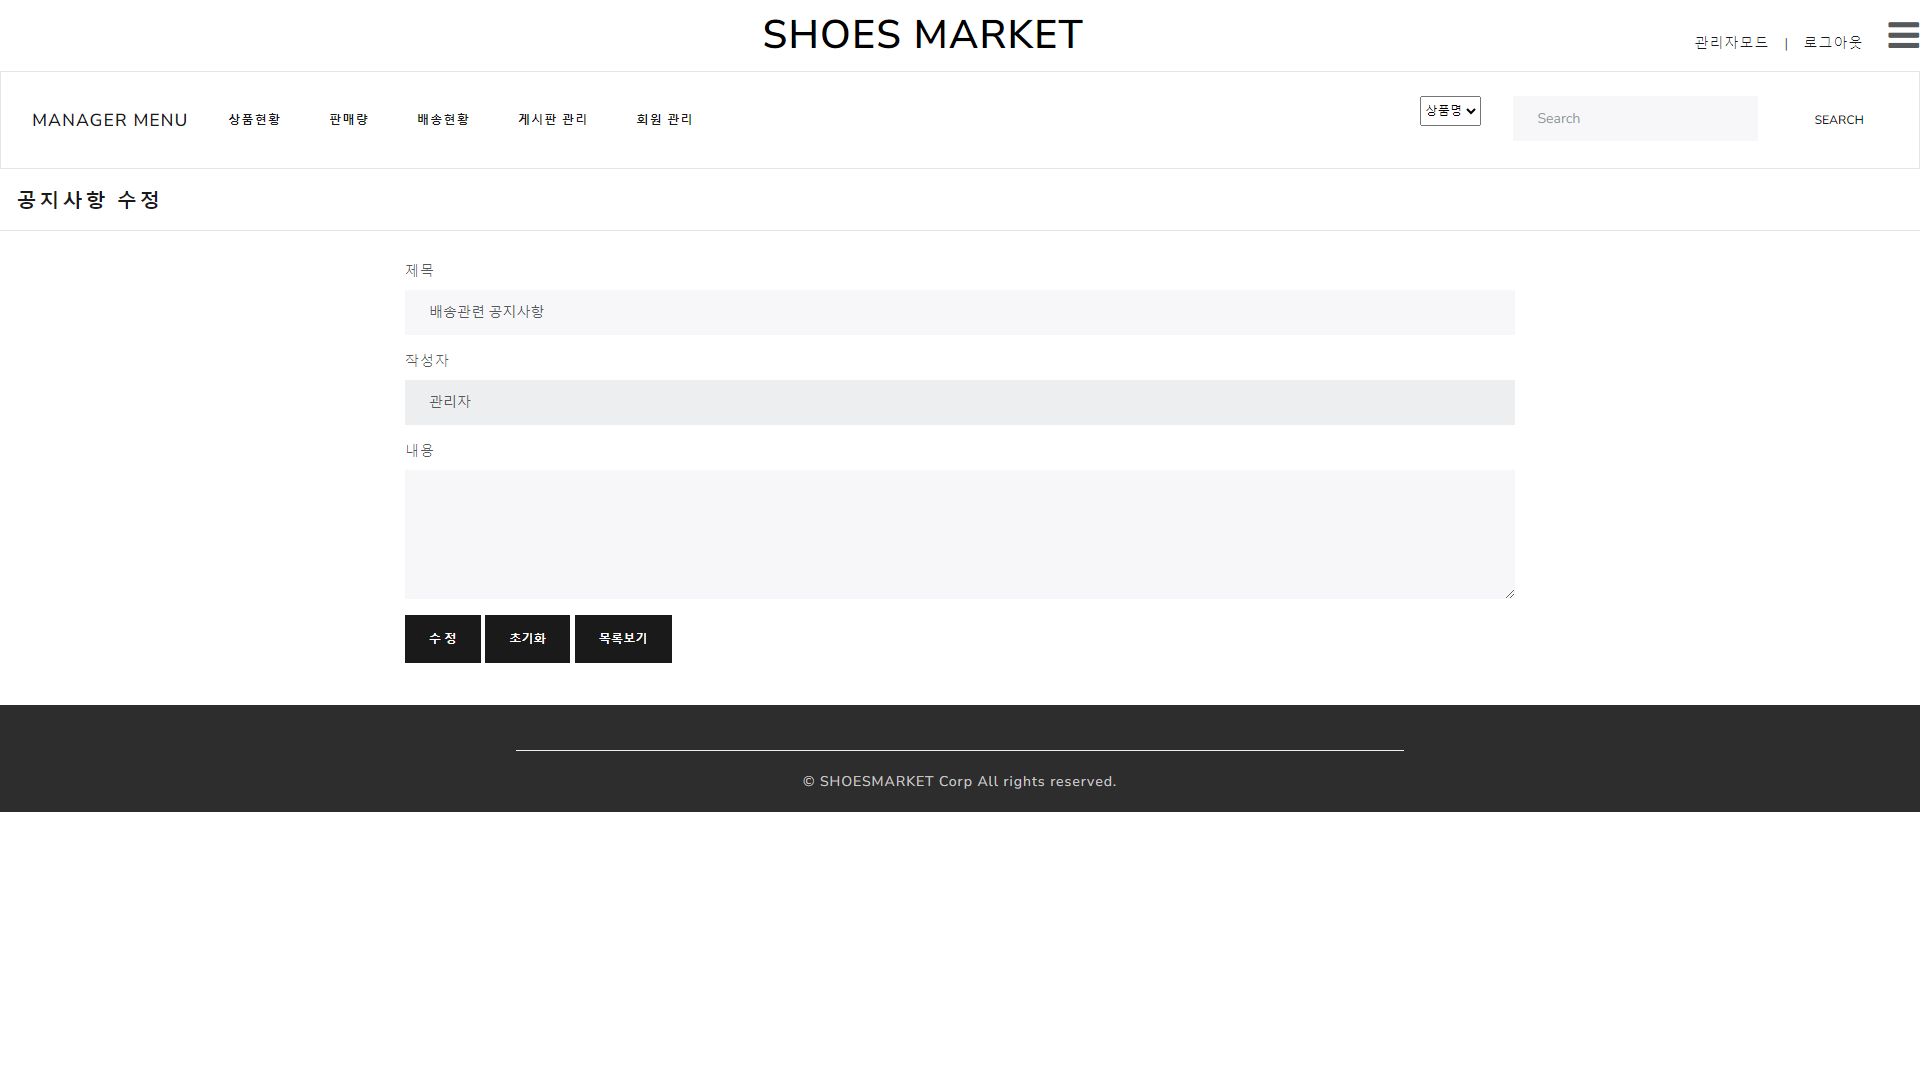 SHOES MARKET
관리자모드 | 로그아웃
MANAGER MENU 상품현황 판매량 배송현황 게시판 관리 회원 관리 상품명 Search SEARCH
공지사항 수정
제목
배송관련 공지사항
작성자
관리자
내용
수 정 초기화 목록보기
© SHOESMARKET Corp All rights reserved.